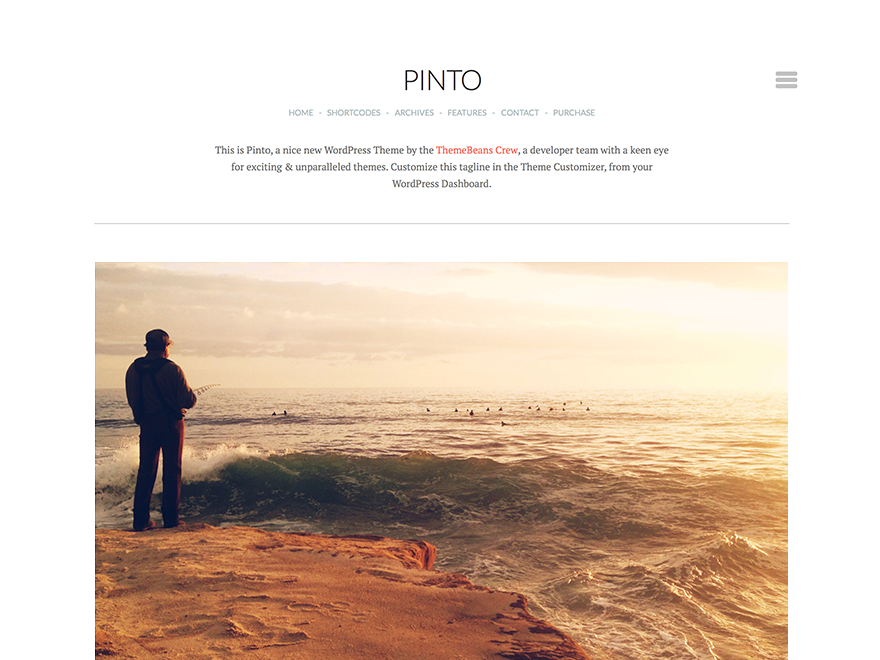 PINTO
HOME - SHORTCODES - ARCHIVES - FEATURES - CONTACT - PURCHASE
This is Pinto, a nice new WordPress Theme by the ThemeBeans Crew, a developer team with a keen eye
for exciting & unparalleled themes. Customize this tagline in the Theme Customizer, from your
WordPress Dashboard.